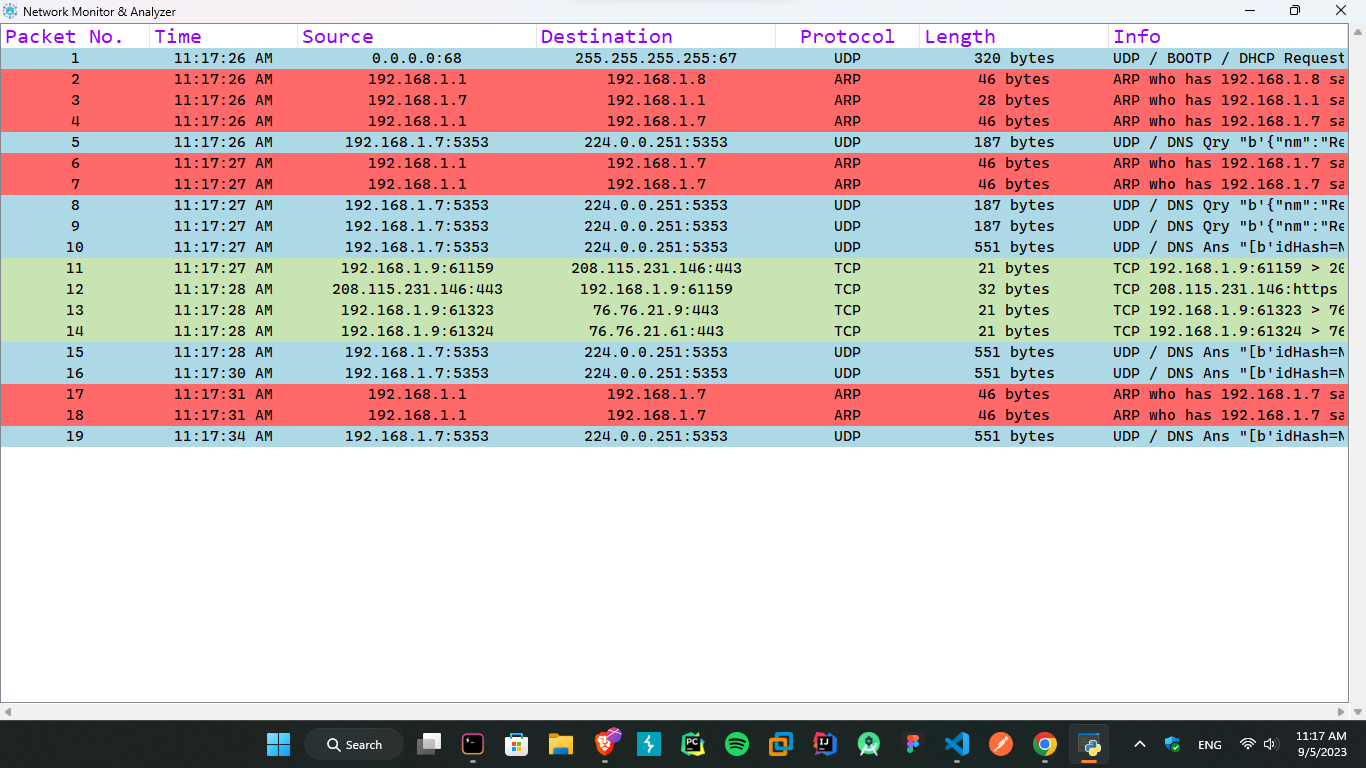 Network Monitor & Analyzer
Packet No. Time Source Destination Protocol Length Info
1 11:17:26 AM 0.0.0.0:68 255.255.255.255:67 UDP 320 bytes UDP / BOOTP / DHCP Request
2 11:17:26 AM 192.168.1.1 192.168.1.8 ARP 46 bytes ARP who has 192.168.1.8 sa
3 11:17:26 AM 192.168.1.7 192.168.1.1 ARP 28 bytes ARP who has 192.168.1.1 sa
4 11:17:26 AM 192.168.1.1 192.168.1.7 ARP 46 bytes ARP who has 192.168.1.7 sa
5 11:17:26 AM 192.168.1.7:5353 224.0.0.251:5353 UDP 187 bytes UDP / DNS Qry "b'{"nm":"Re
6 11:17:27 AM 192.168.1.1 192.168.1.7 ARP 46 bytes ARP who has 192.168.1.7 sa
7 11:17:27 AM 192.168.1.1 192.168.1.7 ARP 46 bytes ARP who has 192.168.1.7 sa
8 11:17:27 AM 192.168.1.7:5353 224.0.0.251:5353 UDP 187 bytes UDP / DNS Qry "b'{"nm":"Re
9 11:17:27 AM 192.168.1.7:5353 224.0.0.251:5353 UDP 187 bytes UDP / DNS Qry "b'{"nm":"Re
10 11:17:27 AM 192.168.1.7:5353 224.0.0.251:5353 UDP 551 bytes UDP / DNS Ans "[b'idHash=N
11 11:17:27 AM 192.168.1.9:61159 208.115.231.146:443 TCP 21 bytes TCP 192.168.1.9:61159 > 20
12 11:17:28 AM 208.115.231.146:443 192.168.1.9:61159 TCP 32 bytes TCP 208.115.231.146:https
13 11:17:28 AM 192.168.1.9:61323 76.76.21.9:443 TCP 21 bytes TCP 192.168.1.9:61323 > 76
14 11:17:28 AM 192.168.1.9:61324 76.76.21.61:443 TCP 21 bytes TCP 192.168.1.9:61324 > 76
15 11:17:28 AM 192.168.1.7:5353 224.0.0.251:5353 UDP 551 bytes UDP / DNS Ans "[b'idHash=N
16 11:17:30 AM 192.168.1.7:5353 224.0.0.251:5353 UDP 551 bytes UDP / DNS Ans "[b'idHash=N
17 11:17:31 AM 192.168.1.1 192.168.1.7 ARP 46 bytes ARP who has 192.168.1.7 sa
18 11:17:31 AM 192.168.1.1 192.168.1.7 ARP 46 bytes ARP who has 192.168.1.7 sa
19 11:17:34 AM 192.168.1.7:5353 224.0.0.251:5353 UDP 551 bytes UDP / DNS Ans "[b'idHash=N
Search PC IJ ENG 11:17 AM
9/5/2023